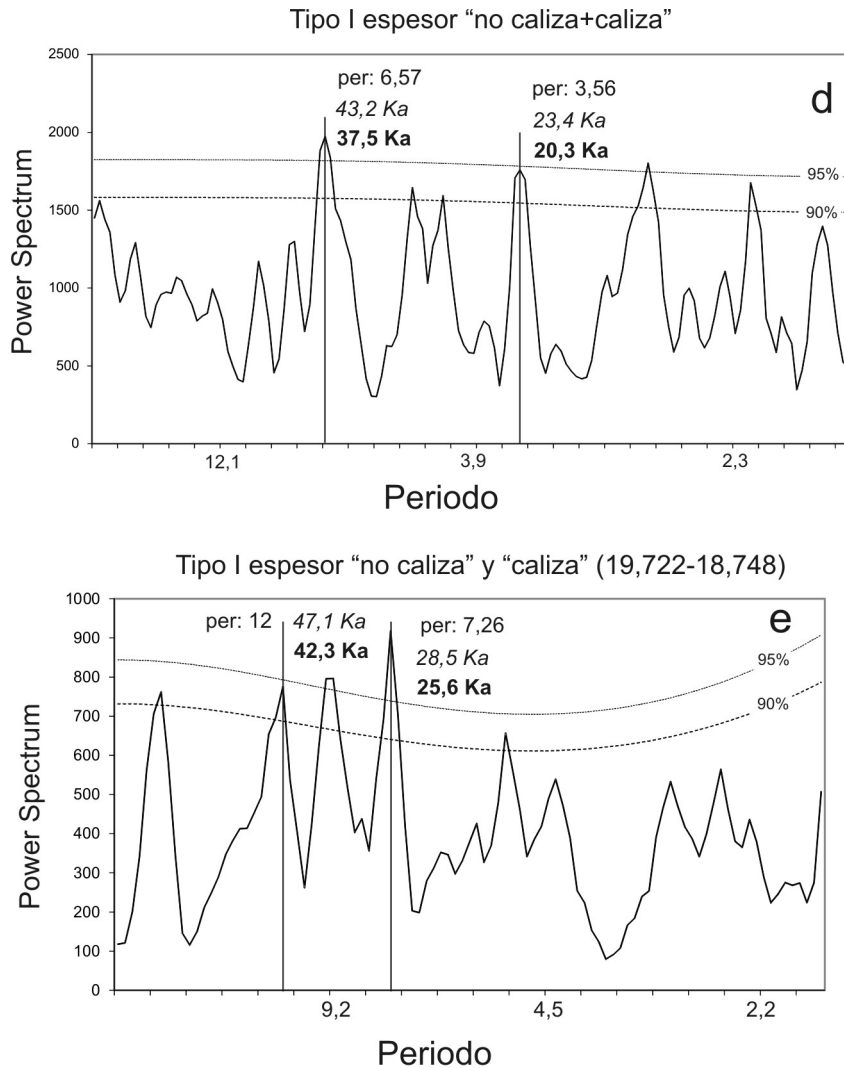 Tipo I espesor “no caliza+caliza”
2500
2000
1500
1000
500
0
Power Spectrum
per: 6,57
43,2 Ka
37,5 Ka
per: 3,56
23,4 Ka
20,3 Ka
d
95%
90%
12,1
3,9
2,3
Periodo
Tipo I espesor “no caliza” y “caliza” (19,722-18,748)
1000
900
800
700
600
500
400
300
200
100
0
Power Spectrum
per: 12
47,1 Ka
42,3 Ka
per: 7,26
28,5 Ka
25,6 Ka
e
95%
90%
9,2
4,5
2,2
Periodo